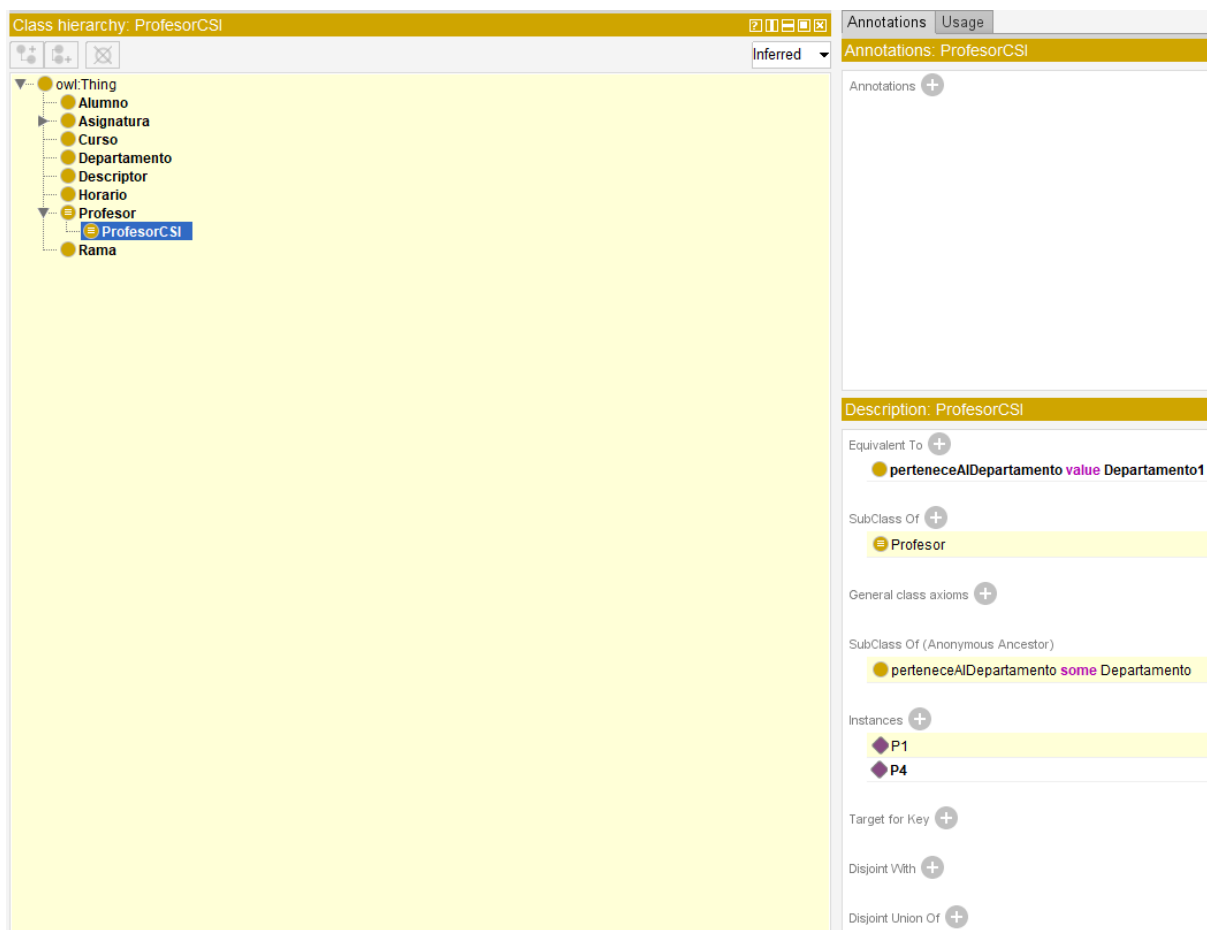 Class hierarchy: ProfesorCSI
Inferred
owl:Thing
Alumno
Asignatura
Curso
Departamento
Descriptor
Horario
Profesor
ProfesorCSI
Rama
Annotations Usage
Annotations: ProfesorCSI
Annotations
Description: ProfesorCSI
Equivalent To
perteneceAlDepartamento value Departamento1
SubClass Of
Profesor
General class axioms
SubClass Of (Anonymous Ancestor)
perteneceAlDepartamento some Departamento
Instances
P1
P4
Target for Key
Disjoint With
Disjoint Union Of